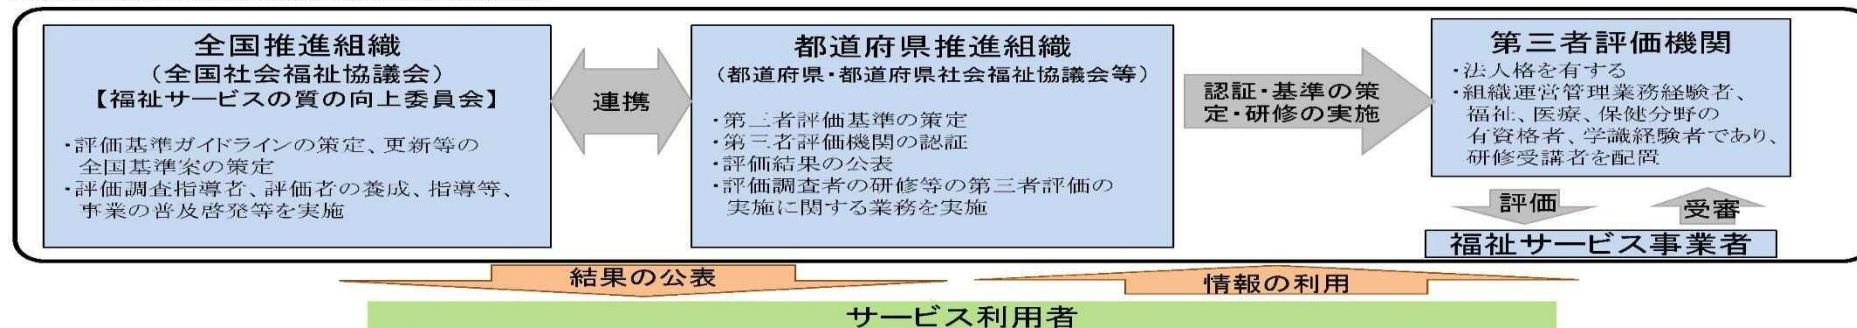 全国推進組織
（全国社会福祉協議会）
【福祉サービスの質の向上委員会】
・評価基準ガイドラインの策定、更新等の
全国基準案の策定
・評価調査指導者、評価者の養成、指導等、
事業の普及啓発等を実施
連携
都道府県推進組織
（都道府県・都道府県社会福祉協議会等）
・第三者評価基準の策定
・第三者評価機関の認証
・評価結果の公表
・評価調査者の研修等の第三者評価の
実施に関する業務を実施
認証・基準の策
定・研修の実施
第三者評価機関
・法人格を有する
・組織運営管理業務経験者、
福祉、医療、保健分野の
有資格者、学識経験者であり、
研修受講者を配置
評価
受審
福祉サービス事業者
結果の公表
情報の利用
サービス利用者